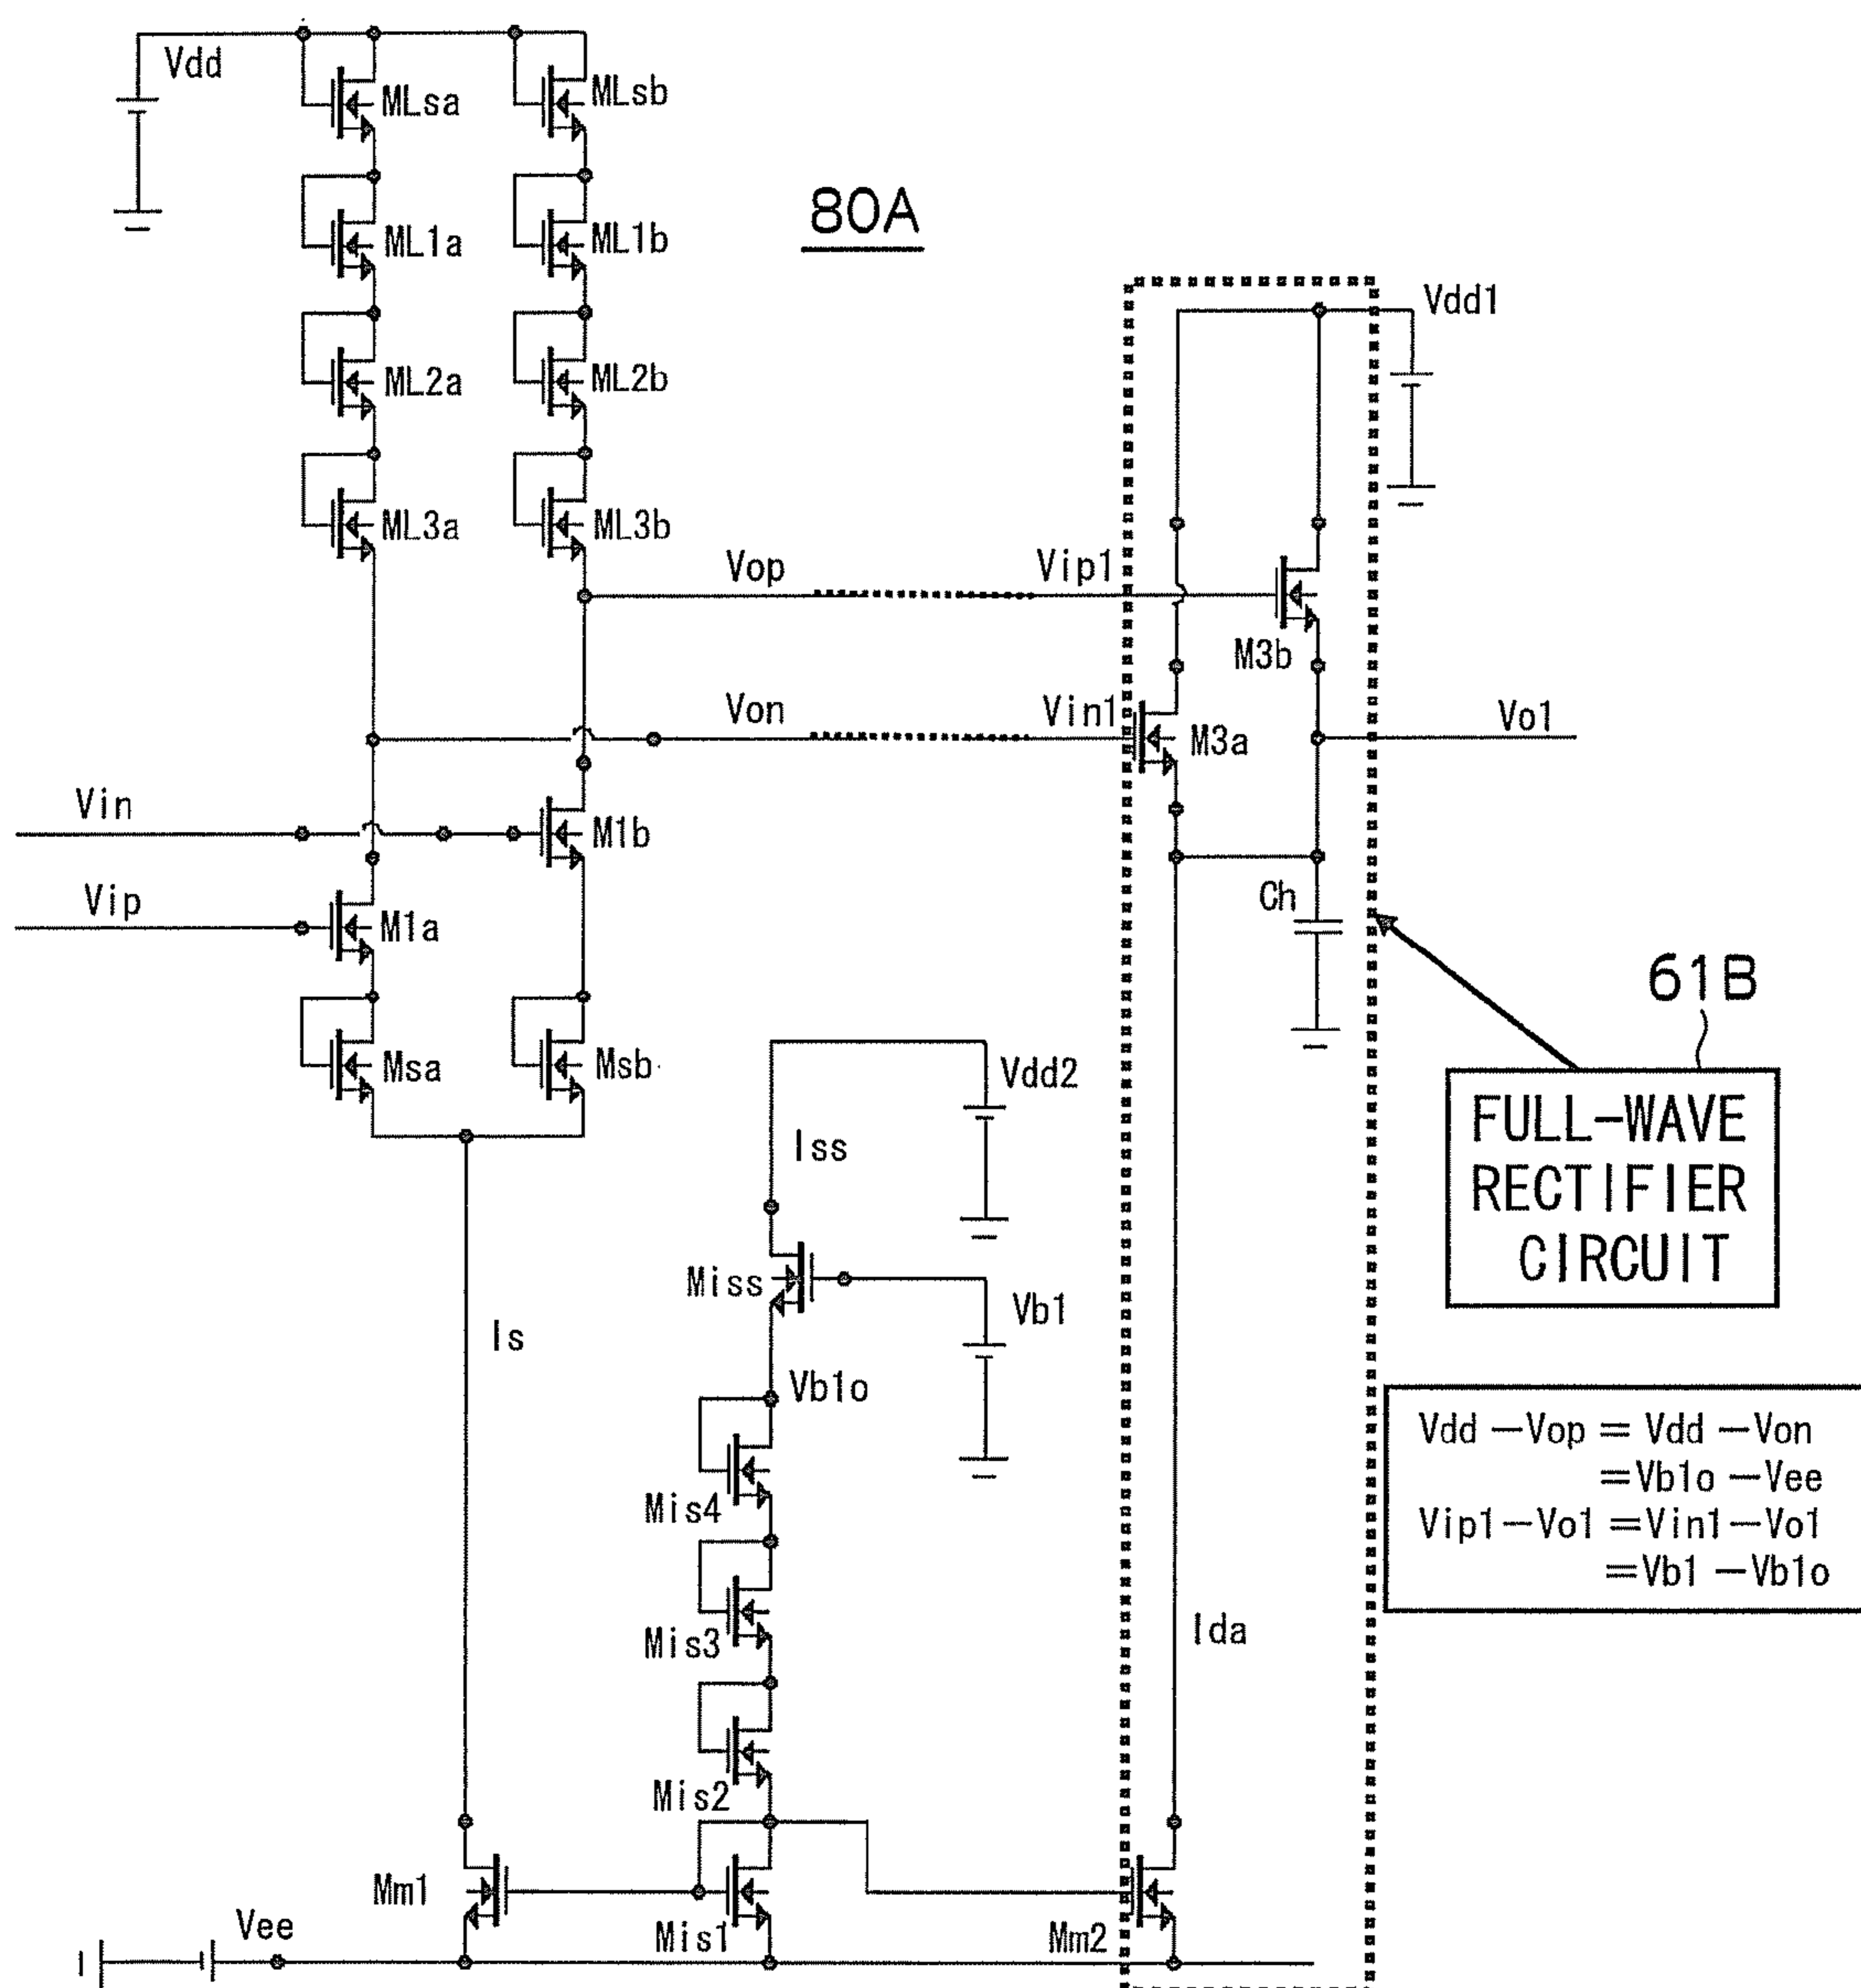 Vdd
MLsa
MLsb
80A
ML1a
ML1b
Vdd1
ML2a
ML2b
ML3a
ML3b
Vop
Vip1
M3b
Von
Vin1
M3a
Vo1
Vin
M1b
Vip
M1a
Ch
61B
Msa
Msb
Vdd2
FULL-WAVE
RECTIFIER
CIRCUIT
Iss
Miss
Vb1
Is
Vb1o
Vdd －Vop ＝ Vdd －Von
＝Vb1o －Vee
Vip1－Vo1 ＝Vin1－Vo1
＝Vb1 －Vb1o
Mis4
Mis3
Ida
Mis2
Mm1
Vee
Mis1
Mm2